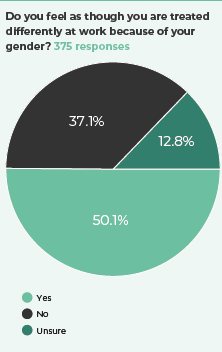 Do you feel as though you are treated
differently at work because of your
gender? 375 responses
37.1%
12.8%
50.1%
Yes
No
Unsure